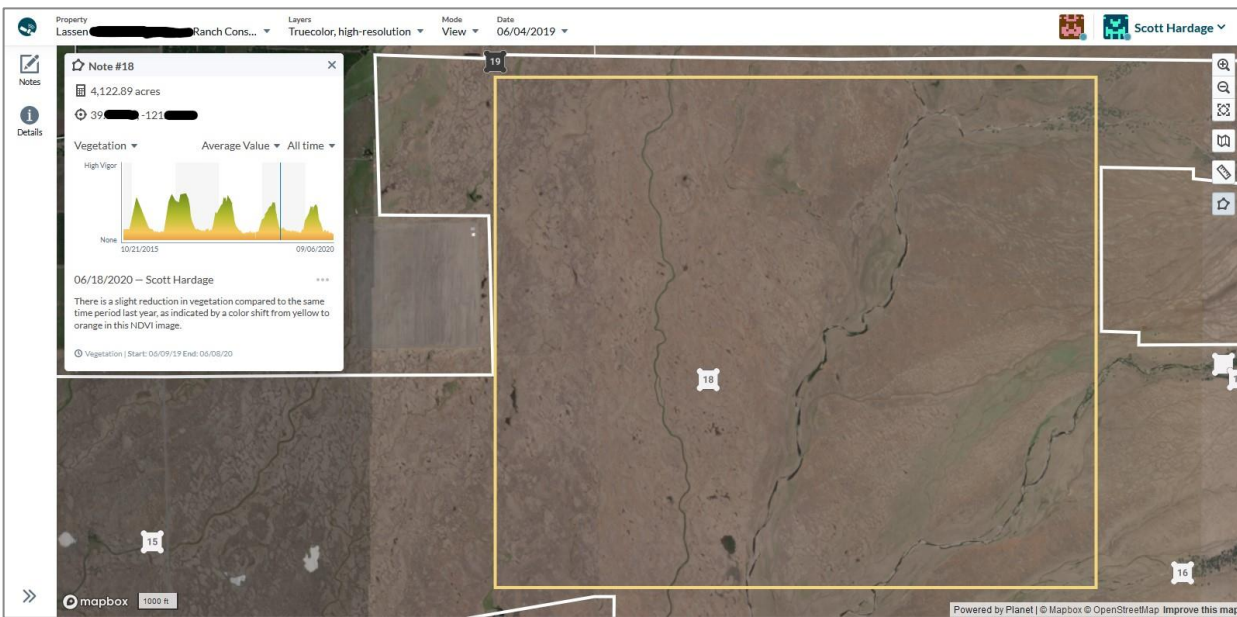 Property
Lassen Ranch Cons...
Layers
Truecolor, high-resolution
Mode
View
Date
06/04/2019
Scott Hardage
Notes
Details
Note #18
4,122.89 acres
39. , -121
Vegetation Average Value All time
High Vigor
None
10/21/2015 09/06/2020
06/18/2020 — Scott Hardage
There is a slight reduction in vegetation compared to the same
time period last year, as indicated by a color shift from yellow to
orange in this NDVI image.
Vegetation | Start: 06/09/19 End: 06/08/20
19
18
15
16
mapbox 1000 ft
Powered by Planet | © Mapbox © OpenStreetMap Improve this map